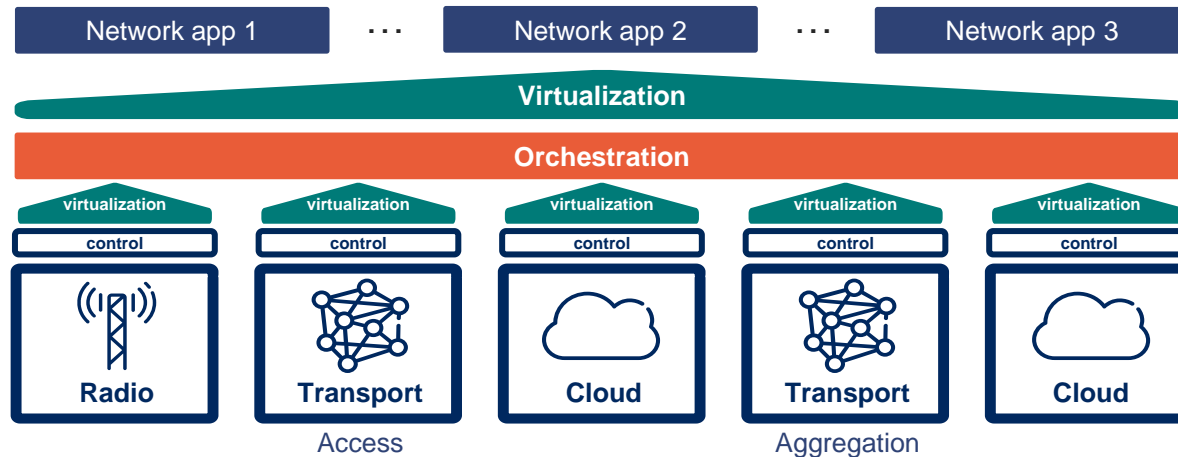 Network app 1 ... Network app 2 ... Network app 3
Virtualization
Orchestration
virtualization virtualization virtualization virtualization virtualization
control control control control control
Radio Transport Cloud Transport Cloud
Access Aggregation